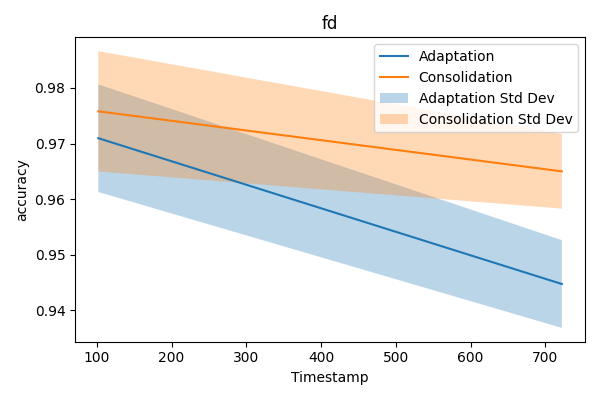 fd
Adaptation
Consolidation
Adaptation Std Dev
Consolidation Std Dev
accuracy
0.98
0.97
0.96
0.95
0.94
100 200 300 400 500 600 700
Timestamp